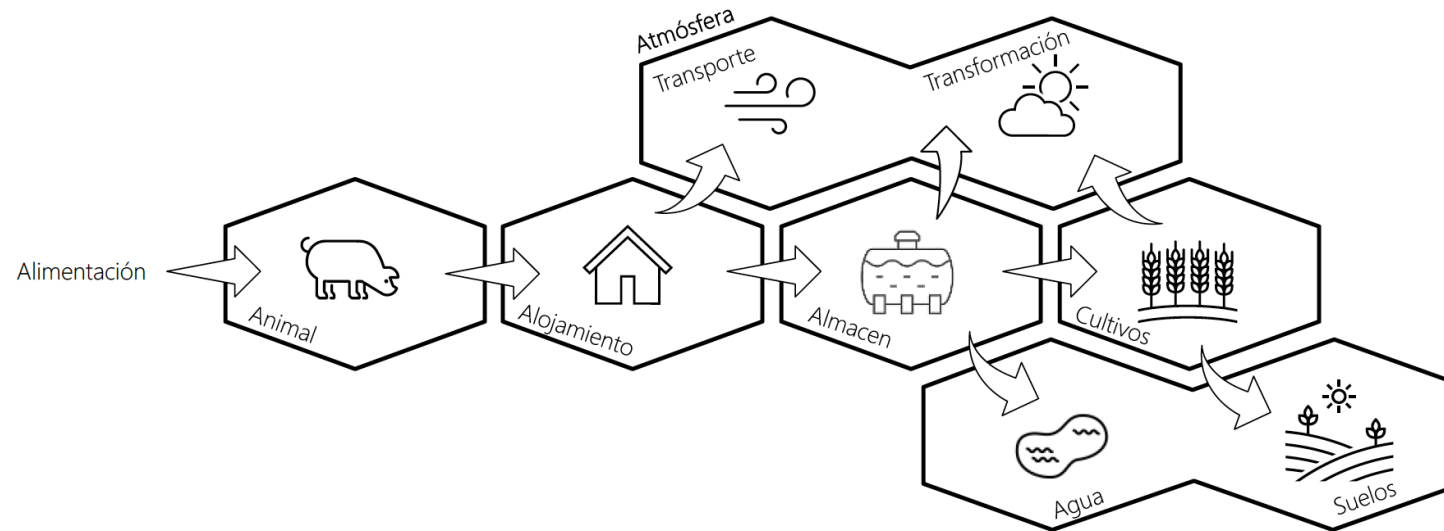 Atmósfera
Transporte
Transformación
Alimentación
Animal
Alojamiento
Almacen
Cultivos
Agua
Suelos